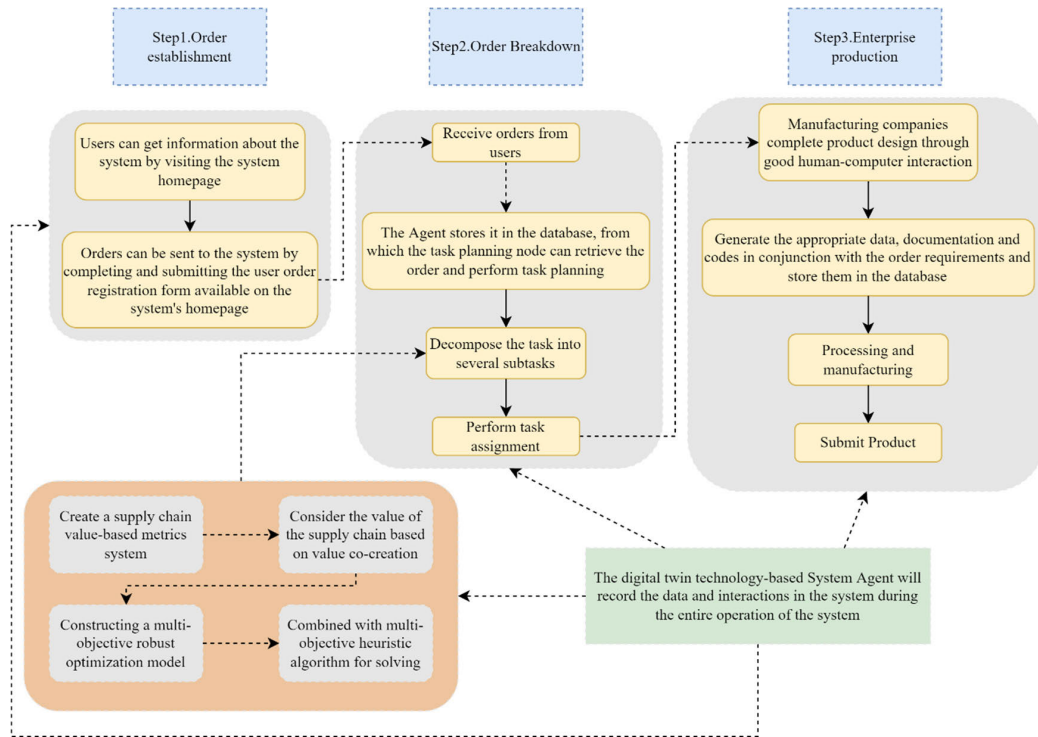 Step1.Order
establishment
Step2.Order Breakdown
Step3.Enterprise
production
Users can get information about the
system by visiting the system
homepage
Orders can be sent to the system by
completing and submitting the user order
registration form available on the
system's homepage
Receive orders from
users
The Agent stores it in the database, from
which the task planning node can retrieve the
order and perform task planning
Decompose the task into
several subtasks
Perform task
assignment
Manufacturing companies
complete product design through
good human-computer interaction
Generate the appropriate data, documentation and
codes in conjunction with the order requirements and
store them in the database
Processing and
manufacturing
Submit Product
Create a supply chain
value-based metrics
system
Consider the value of
the supply chain based
on value co-creation
Constructing a multi-
objective robust
optimization model
Combined with multi-
objective heuristic
algorithm for solving
The digital twin technology-based System Agent will
record the data and interactions in the system during
the entire operation of the system